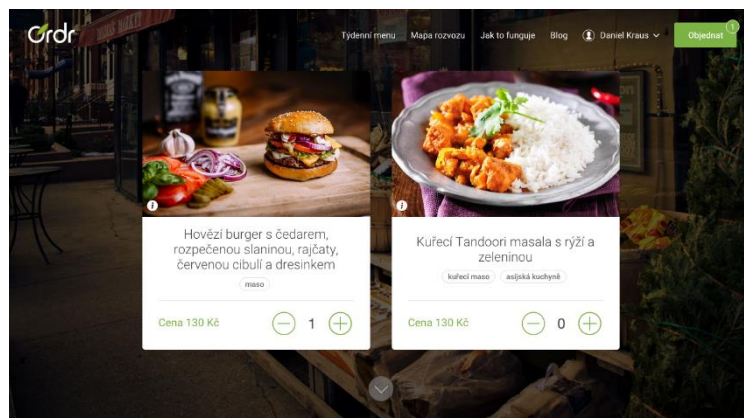 Ordr
Týdenní menu
Mapa rozvozu
Jak to funguje
Blog
Daniel Kraus
Objednat
1
i
i
Hovězí burger s čedarem,
rozpečenou slaninou, rajčaty,
červenou cibulí a dresinkem
maso
Cena 130 Kč
1
Kuřecí Tandoori masala s rýží a
zeleninou
kuřecí maso
asijská kuchyně
Cena 130 Kč
0